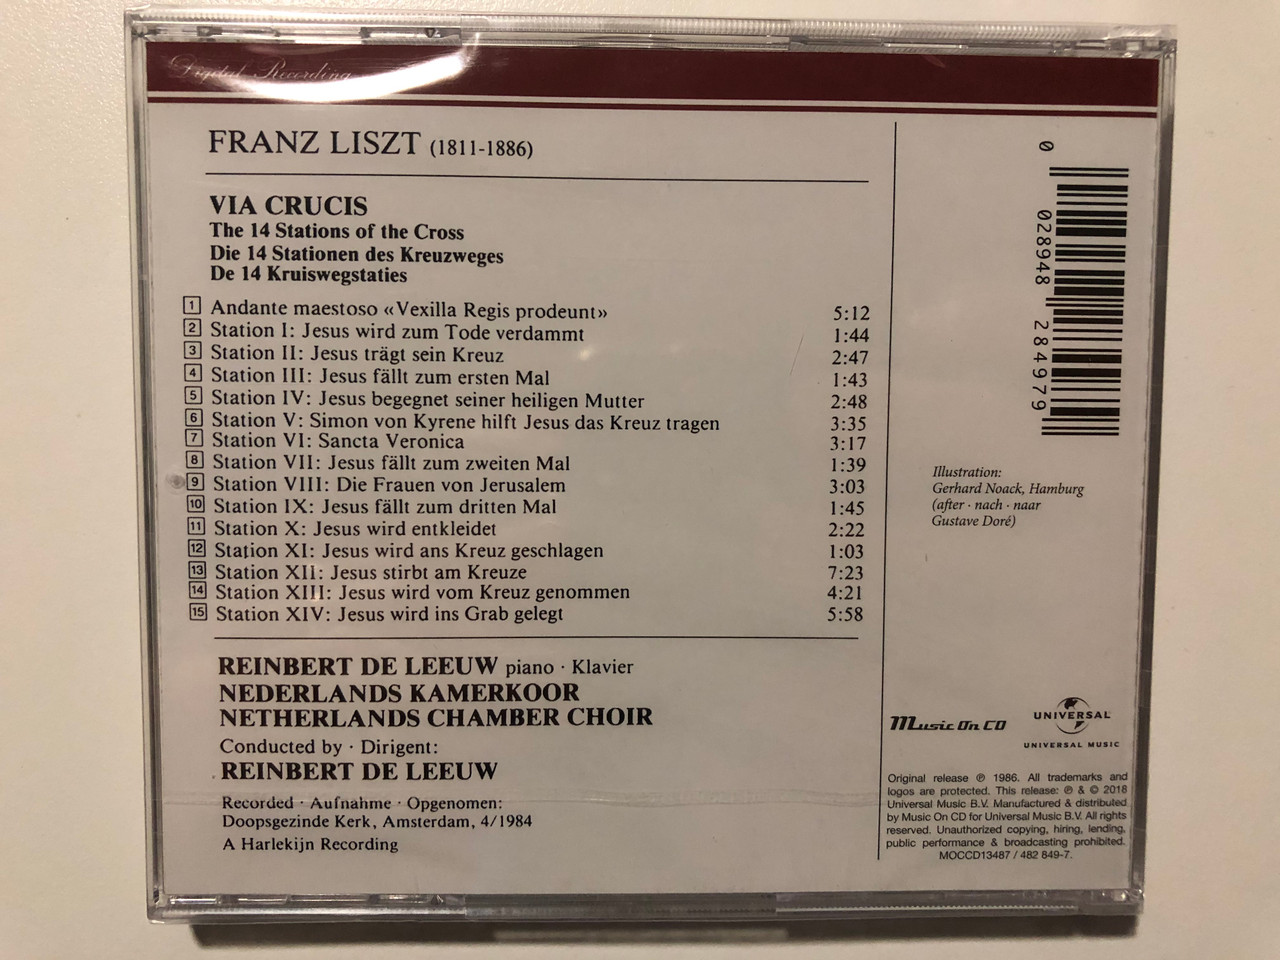 Digital Recording
FRANZ LISZT (1811-1886)
VIA CRUCIS
The 14 Stations of the Cross
Die 14 Stationen des Kreuzweges
De 14 Kruiswegstaties
1 Andante maestoso «Vexilla Regis prodeunt» 5:12
2 Station I: Jesus wird zum Tode verdammt 1:44
3 Station II: Jesus trägt sein Kreuz 2:47
4 Station III: Jesus fällt zum ersten Mal 1:43
5 Station IV: Jesus begegnet seiner heiligen Mutter 2:48
6 Station V: Simon von Kyrene hilft Jesus das Kreuz tragen 3:35
7 Station VI: Sancta Veronica 3:17
8 Station VII: Jesus fällt zum zweiten Mal 1:39
9 Station VIII: Die Frauen von Jerusalem 3:03
10 Station IX: Jesus fällt zum dritten Mal 1:45
11 Station X: Jesus wird entkleidet 2:22
12 Station XI: Jesus wird ans Kreuz geschlagen 1:03
13 Station XII: Jesus stirbt am Kreuze 7:23
14 Station XIII: Jesus wird vom Kreuz genommen 4:21
15 Station XIV: Jesus wird ins Grab gelegt 5:58
REINBERT DE LEEUW piano · Klavier
NEDERLANDS KAMERKOOR
NETHERLANDS CHAMBER CHOIR
Conducted by · Dirigent:
REINBERT DE LEEUW
Recorded · Aufnahme · Opgenomen:
Doopsgezinde Kerk, Amsterdam, 4/1984
A Harlekijn Recording
0 028948 284979
Illustration:
Gerhard Noack, Hamburg
(after · nach · naar
Gustave Doré)
Music On CD
UNIVERSAL
UNIVERSAL MUSIC
Original release ℗ 1986. All trademarks and
logos are protected. This release: ℗ & © 2018
Universal Music B.V. Manufactured & distributed
by Music On CD for Universal Music B.V. All rights
reserved. Unauthorized copying, hiring, lending,
public performance & broadcasting prohibited.
MOCCD13487 / 482 849-7.